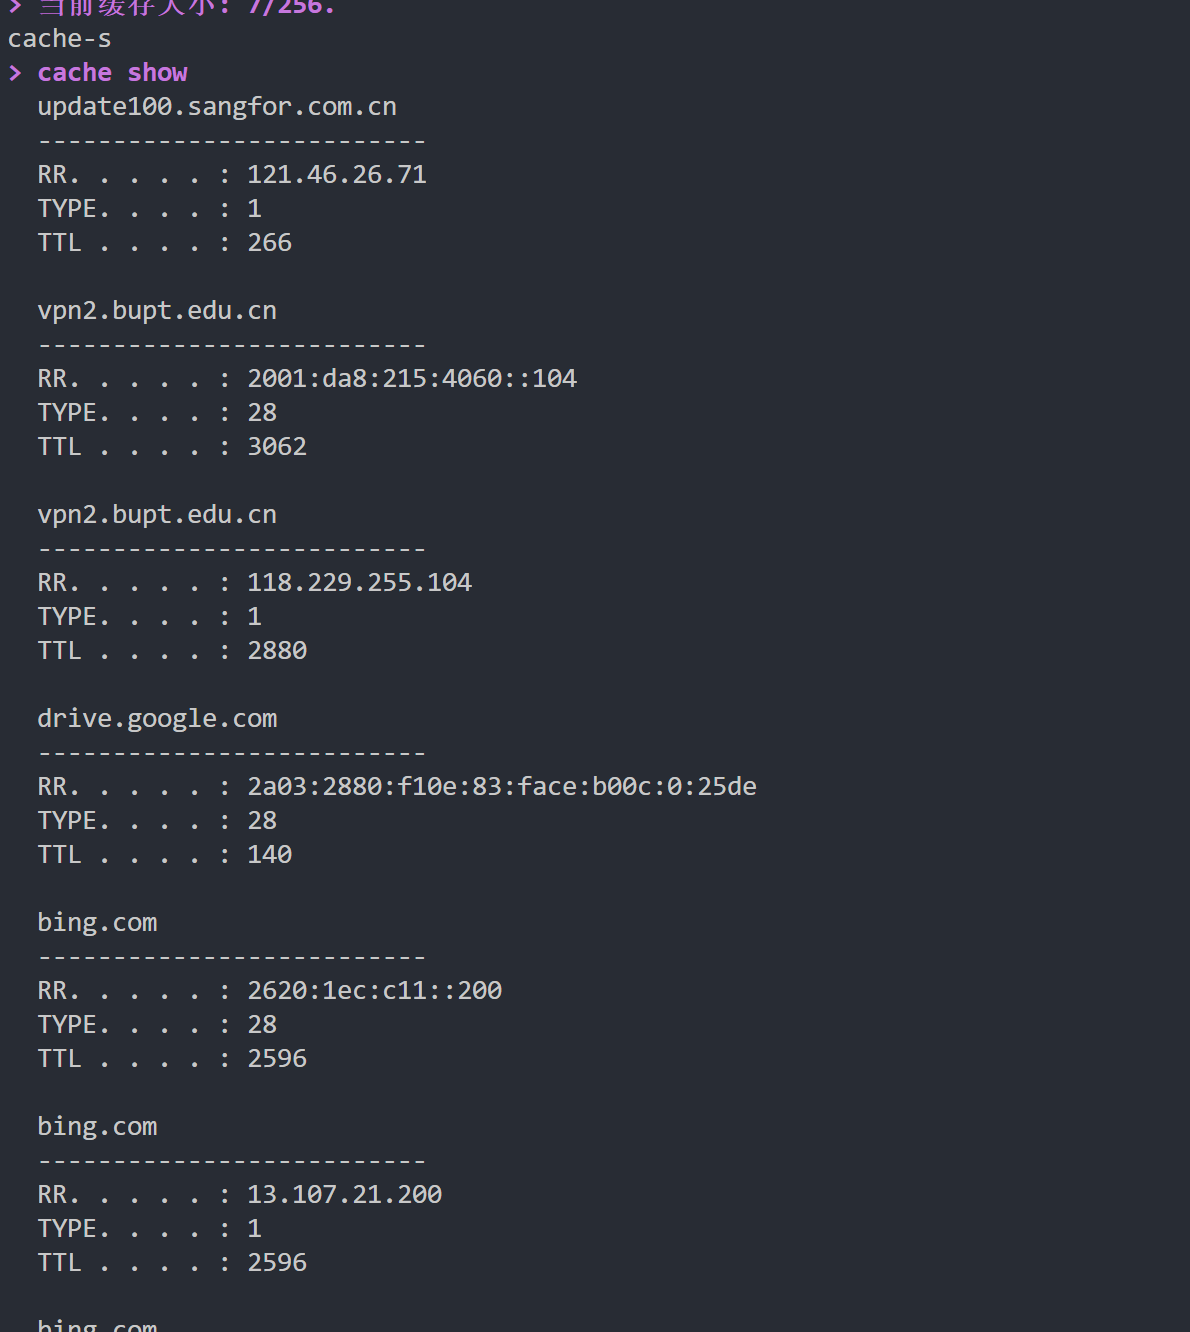 > 当前缓存大小: 7/256.
cache-s
> cache show
update100.sangfor.com.cn
--------------------------
RR. . . . . : 121.46.26.71
TYPE. . . . : 1
TTL . . . . : 266
vpn2.bupt.edu.cn
--------------------------
RR. . . . . : 2001:da8:215:4060::104
TYPE. . . . : 28
TTL . . . . : 3062
vpn2.bupt.edu.cn
--------------------------
RR. . . . . : 118.229.255.104
TYPE. . . . : 1
TTL . . . . : 2880
drive.google.com
--------------------------
RR. . . . . : 2a03:2880:f10e:83:face:b00c:0:25de
TYPE. . . . : 28
TTL . . . . : 140
bing.com
--------------------------
RR. . . . . : 2620:1ec:c11::200
TYPE. . . . : 28
TTL . . . . : 2596
bing.com
--------------------------
RR. . . . . : 13.107.21.200
TYPE. . . . : 1
TTL . . . . : 2596
bing.com